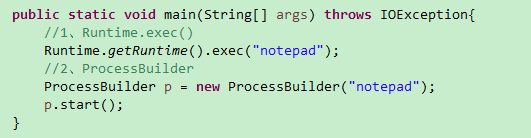 public static void main(String[] args) throws IOException{
//1、Runtime.exec()
Runtime.getRuntime().exec("notepad");
//2、ProcessBuilder
ProcessBuilder p = new ProcessBuilder("notepad");
p.start();
}